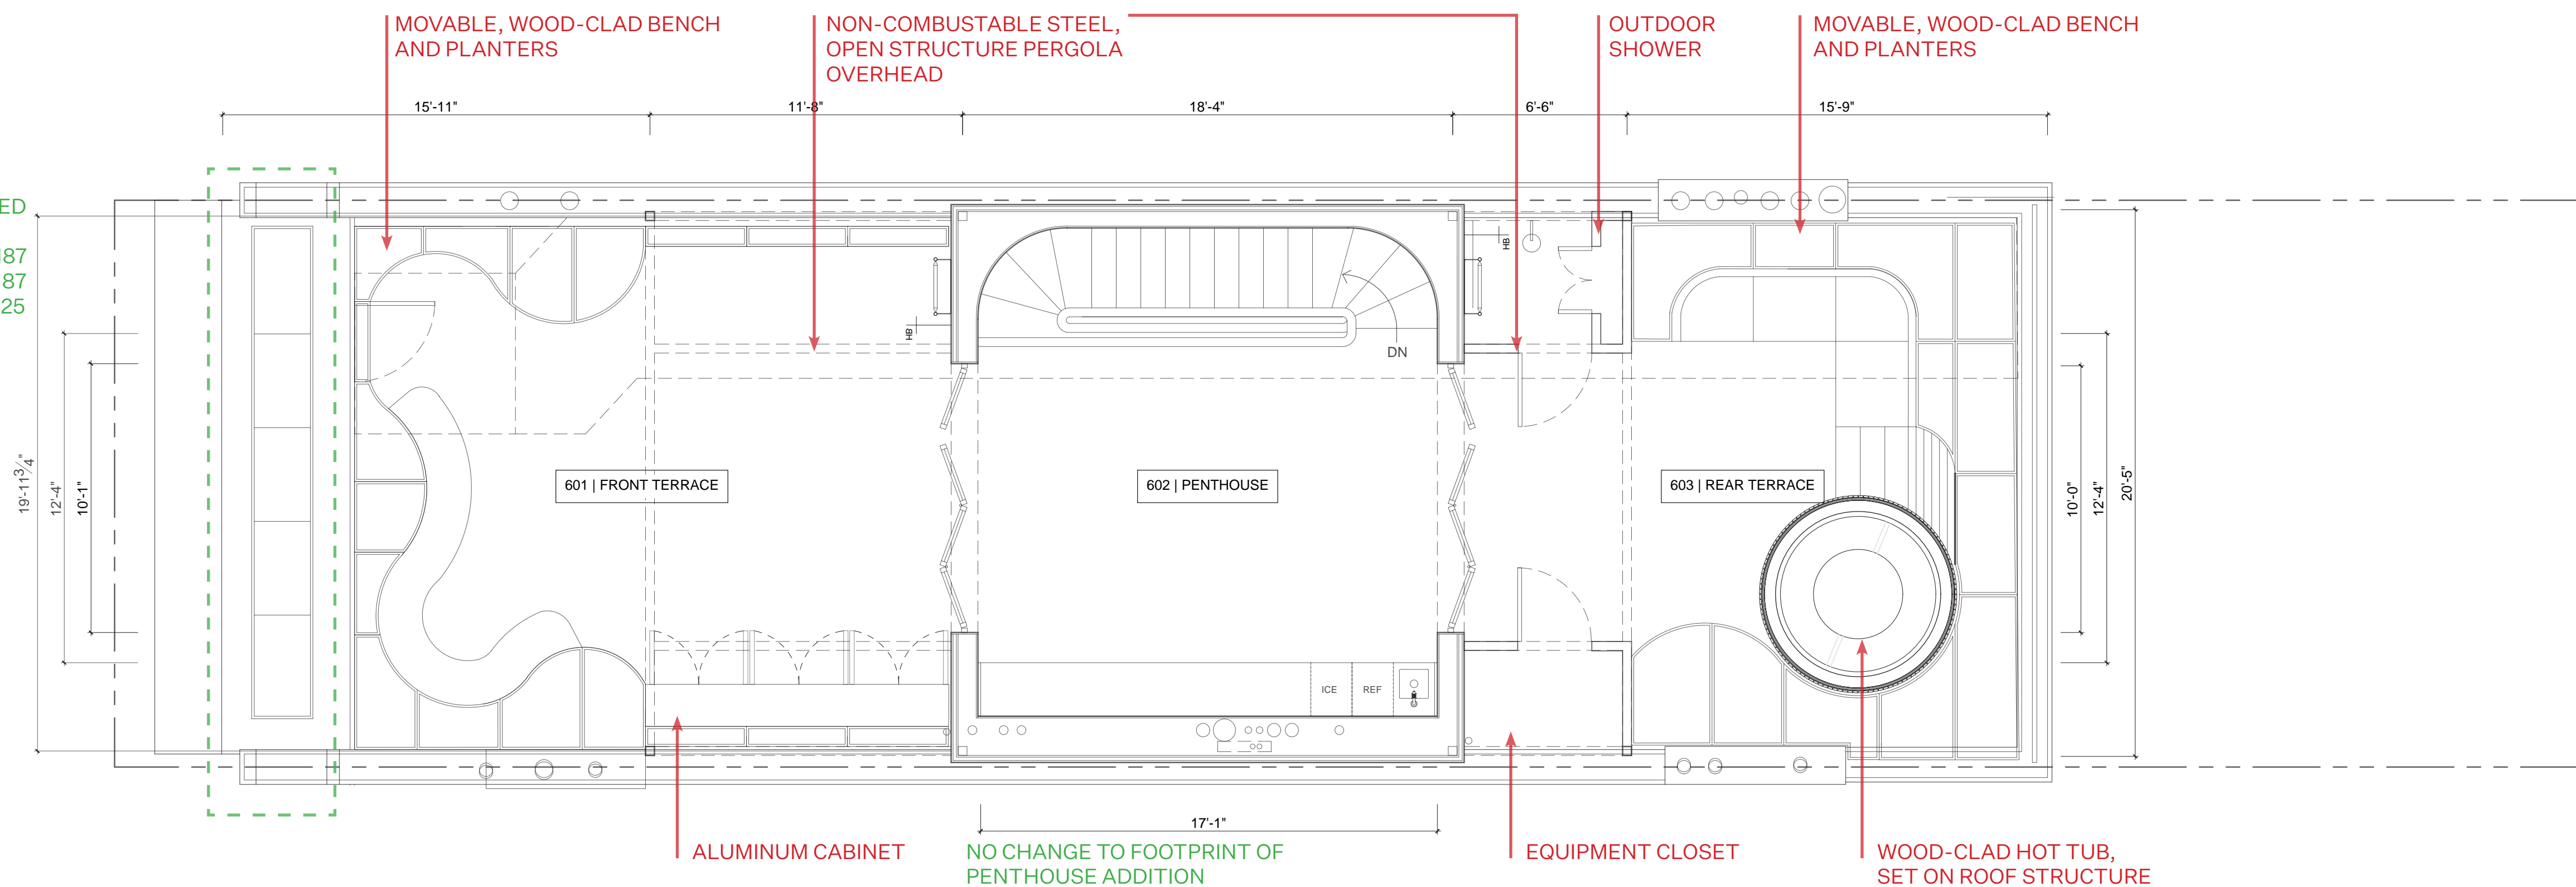 MOVABLE, WOOD-CLAD BENCH
AND PLANTERS
NON-COMBUSTABLE STEEL,
OPEN STRUCTURE PERGOLA
OVERHEAD
OUTDOOR
SHOWER
MOVABLE, WOOD-CLAD BENCH
AND PLANTERS
15'-11"
11'-8"
18'-4"
6'-6"
15'-9"
ED
187
87
25
HB
HB
DN
19'-11 3/4"
12'-4"
10'-1"
601 | FRONT TERRACE
602 | PENTHOUSE
603 | REAR TERRACE
10'-0"
12'-4"
20'-5"
ICE
REF
17'-1"
ALUMINUM CABINET
NO CHANGE TO FOOTPRINT OF
PENTHOUSE ADDITION
EQUIPMENT CLOSET
WOOD-CLAD HOT TUB,
SET ON ROOF STRUCTURE